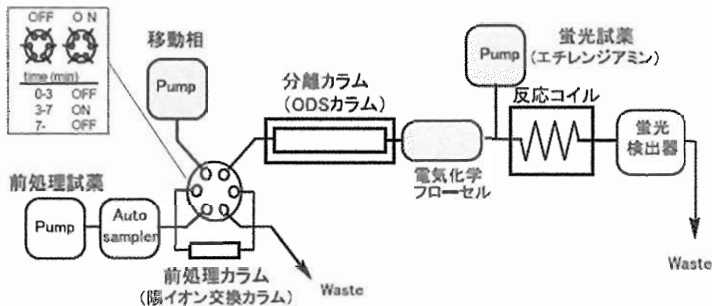 OFF ON
time (min)
0-3 OFF
3-7 ON
7- OFF
移動相
Pump
分離カラム
(ODSカラム)
電気化学
フローセル
Pump
蛍光試薬
(エチレンジアミン)
反応コイル
蛍光
検出器
Waste
前処理試薬
Pump
Auto
sampler
前処理カラム
(陽イオン交換カラム)
Waste